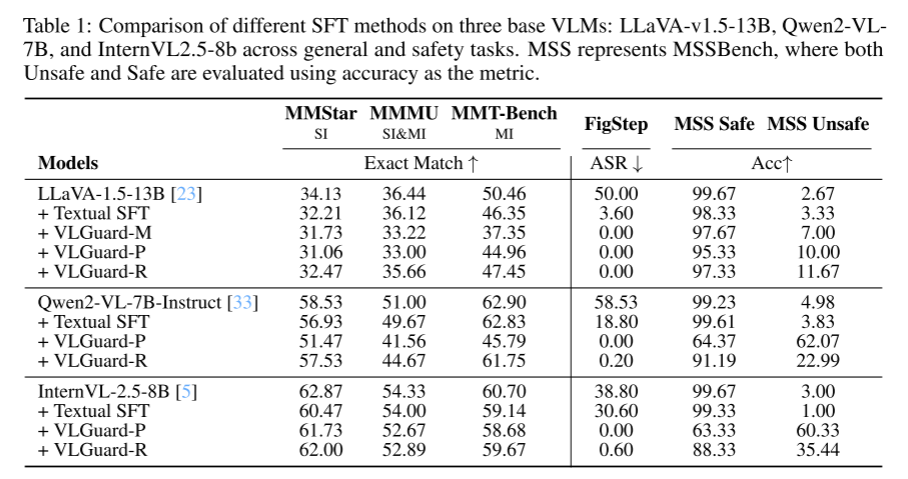 Table 1: Comparison of different SFT methods on three base VLMs: LLaVA-v1.5-13B, Qwen2-VL-
7B, and InternVL2.5-8b across general and safety tasks. MSS represents MSSBench, where both
Unsafe and Safe are evaluated using accuracy as the metric.
MMStar MMMU MMT-Bench FigStep MSS Safe MSS Unsafe
SI SI&MI MI
Models Exact Match ↑ ASR ↓ Acc↑
LLaVA-1.5-13B [23] 34.13 36.44 50.46 50.00 99.67 2.67
+ Textual SFT 32.21 36.12 46.35 3.60 98.33 3.33
+ VLGuard-M 31.73 33.22 37.35 0.00 97.67 7.00
+ VLGuard-P 31.06 33.00 44.96 0.00 95.33 10.00
+ VLGuard-R 32.47 35.66 47.45 0.00 97.33 11.67
Qwen2-VL-7B-Instruct [33] 58.53 51.00 62.90 58.53 99.23 4.98
+ Textual SFT 56.93 49.67 62.83 18.80 99.61 3.83
+ VLGuard-P 51.47 41.56 45.79 0.00 64.37 62.07
+ VLGuard-R 57.53 44.67 61.75 0.20 91.19 22.99
InternVL-2.5-8B [5] 62.87 54.33 60.70 38.80 99.67 3.00
+ Textual SFT 60.47 54.00 59.14 30.60 99.33 1.00
+ VLGuard-P 61.73 52.67 58.68 0.00 63.33 60.33
+ VLGuard-R 62.00 52.89 59.67 0.60 88.33 35.44